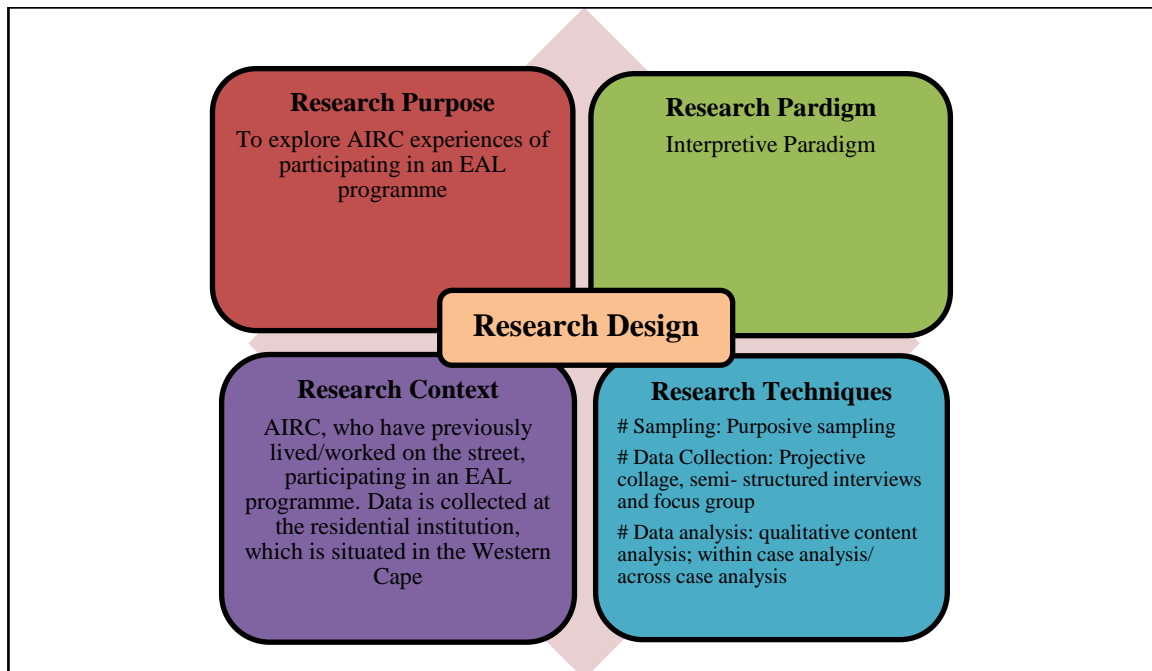 Research Purpose
To explore AIRC experiences of
participating in an EAL
programme
Research Pardigm
Interpretive Paradigm
Research Design
Research Context
AIRC, who have previously
lived/worked on the street,
participating in an EAL
programme. Data is collected at
the residential institution,
which is situated in the Western
Cape
Research Techniques
# Sampling: Purposive sampling
# Data Collection: Projective
collage, semi- structured interviews
and focus group
# Data analysis: qualitative content
analysis; within case analysis/
across case analysis